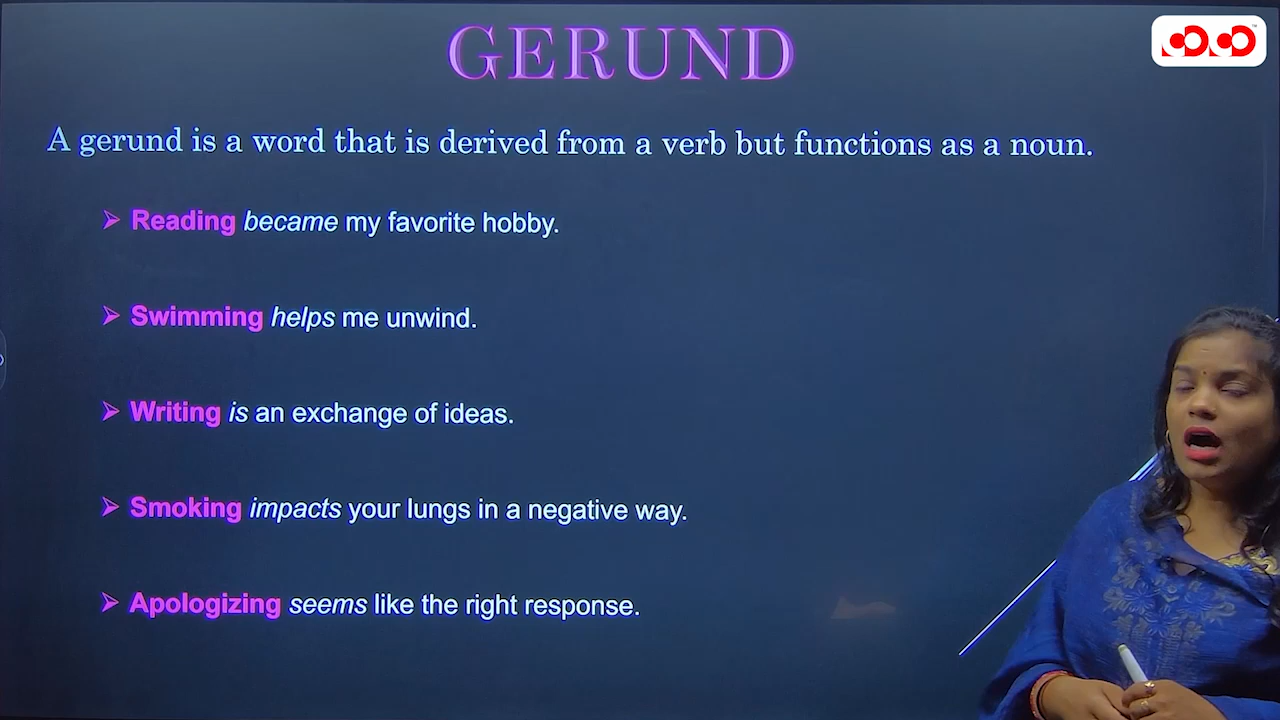 GERUND
A gerund is a word that is derived from a verb but functions as a noun.
➢ Reading became my favorite hobby.
➢ Swimming helps me unwind.
➢ Writing is an exchange of ideas.
➢ Smoking impacts your lungs in a negative way.
➢ Apologizing seems like the right response.